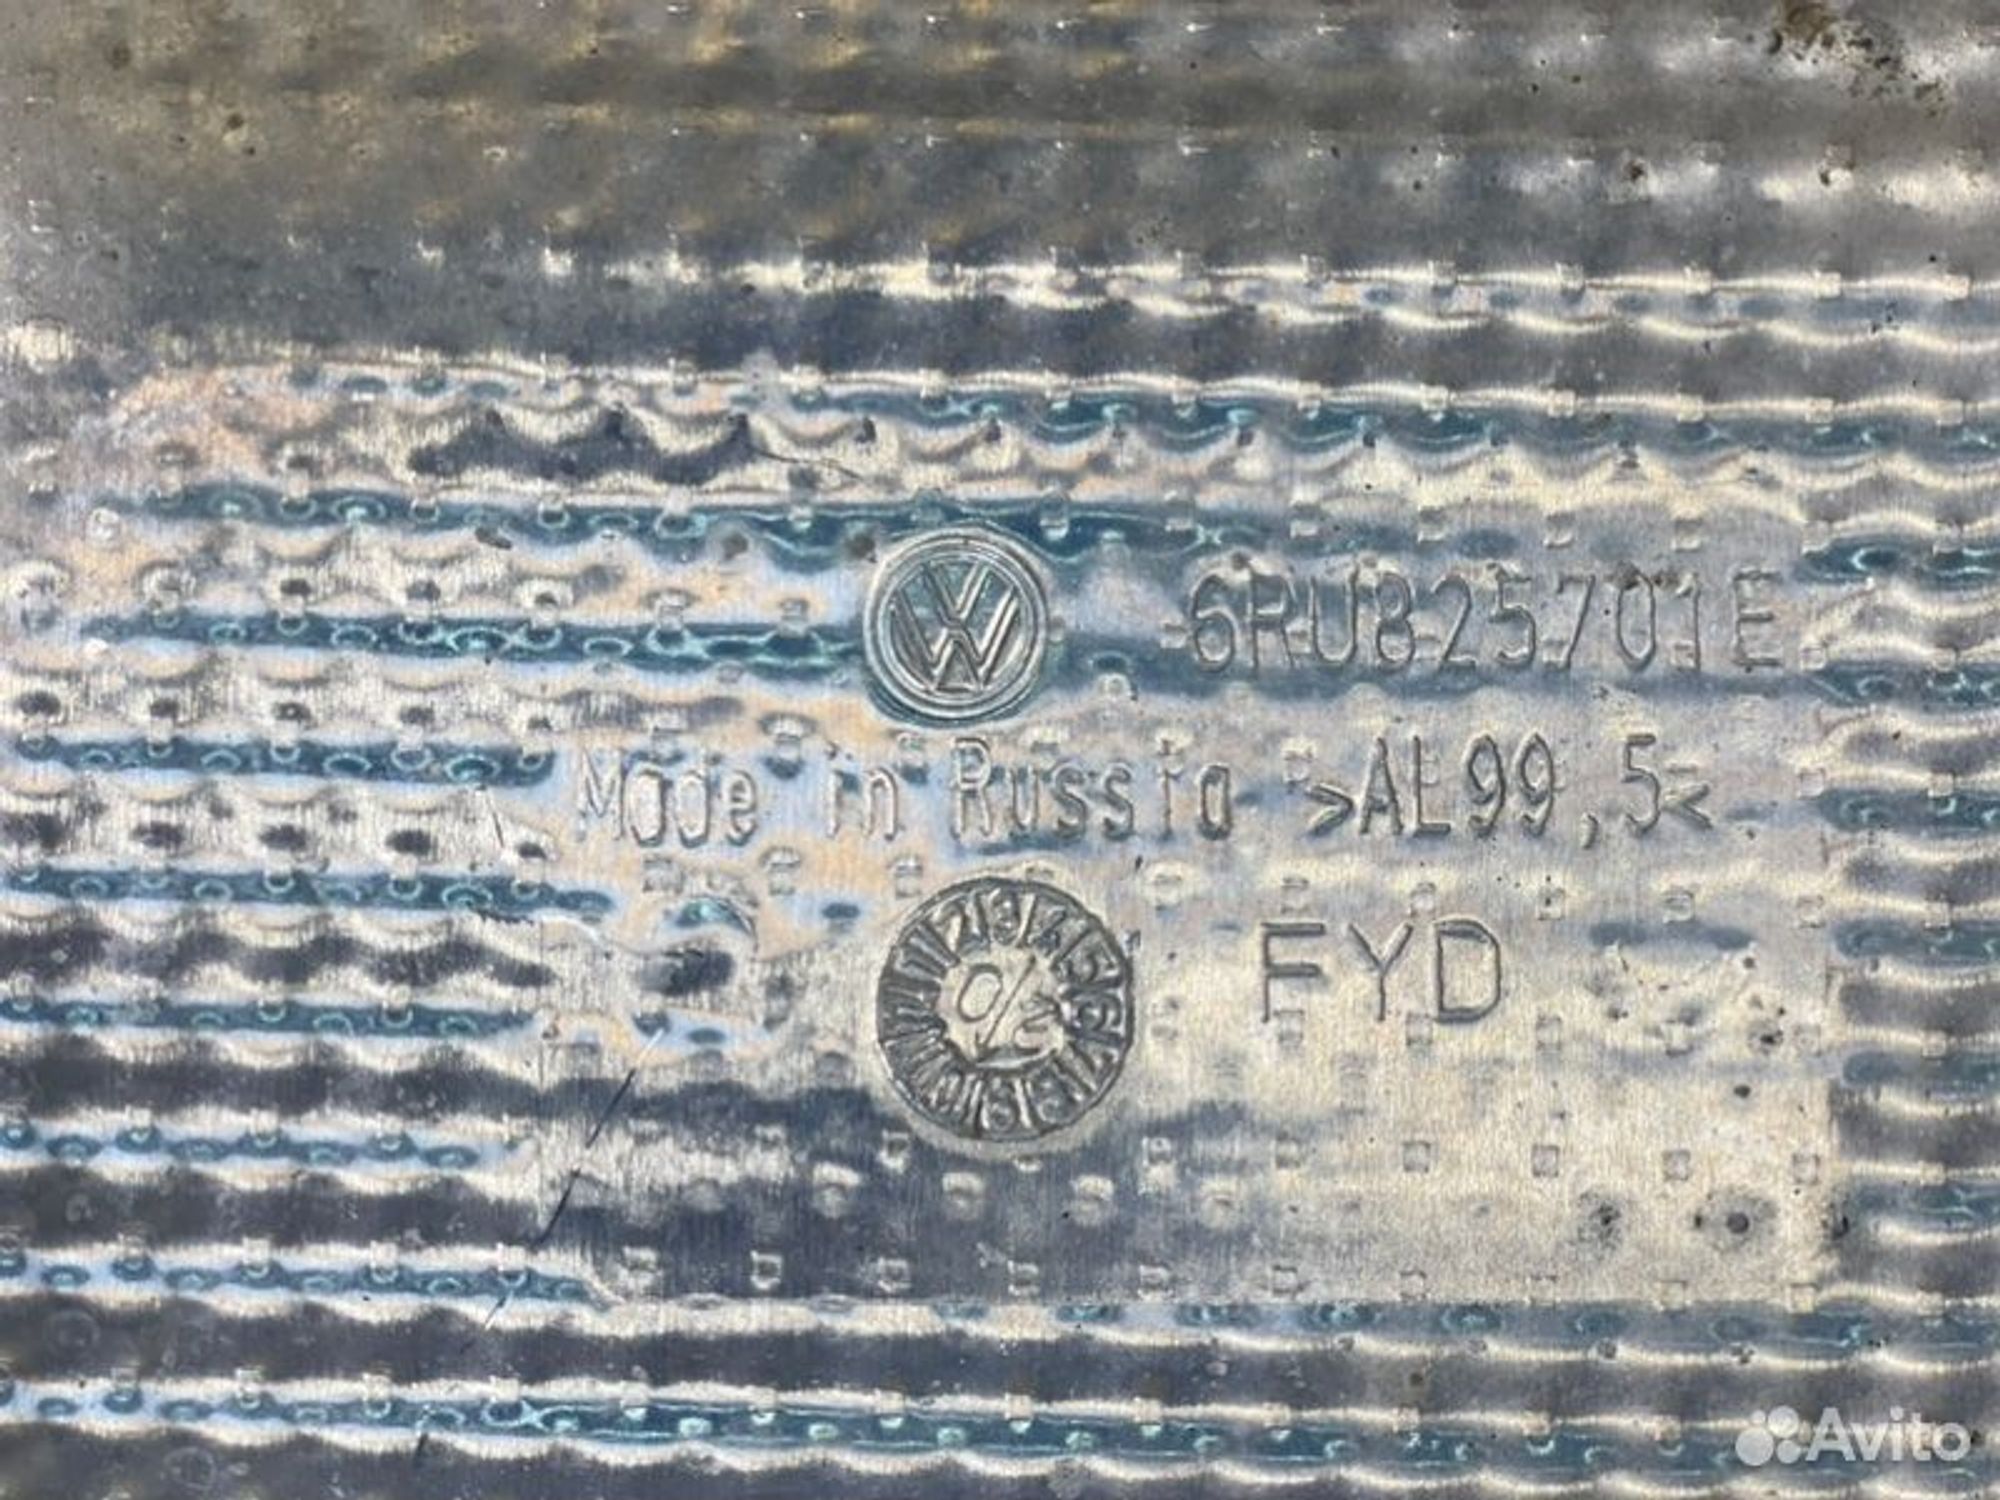 6RU825701E
Made in Russia >AL99,5<
FYD
Avito